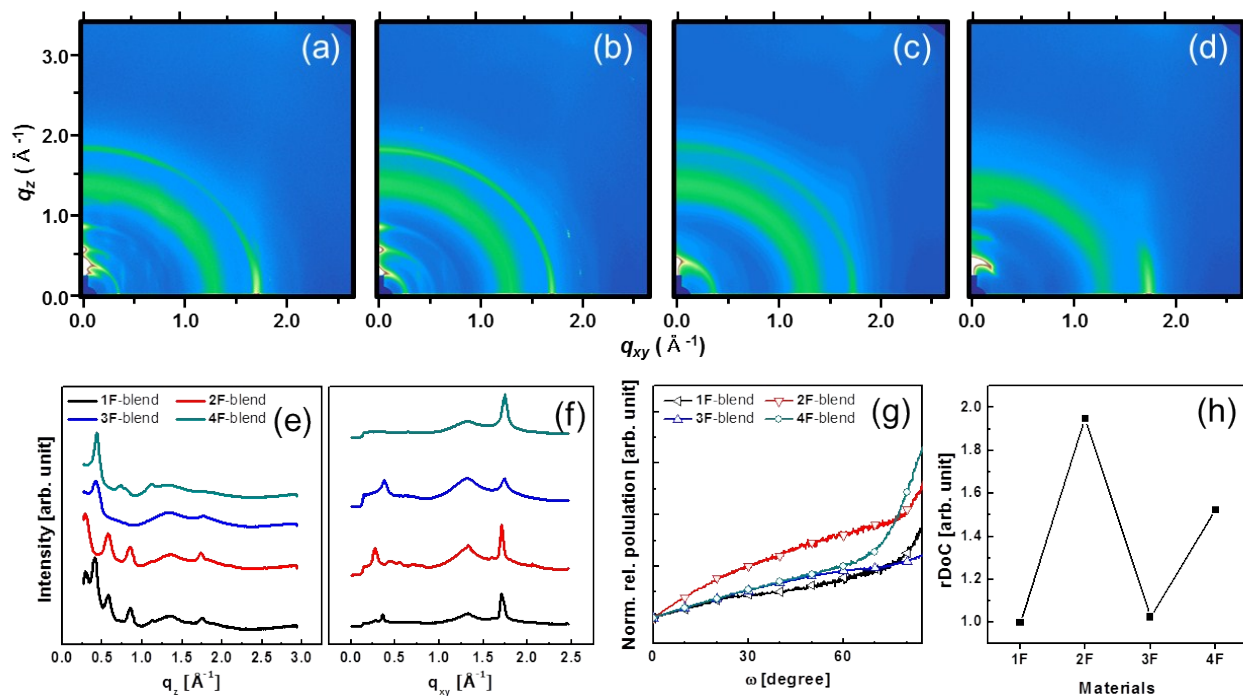 (a)
(b)
(c)
(d)
3.0
2.0
1.0
0.0
q_z ( Å⁻¹)
0.0 1.0 2.0 0.0 1.0 2.0 0.0 1.0 2.0 0.0 1.0 2.0
q_xy ( Å⁻¹)
1F-blend 2F-blend
3F-blend 4F-blend
(e)
Intensity [arb. unit]
0.0 0.5 1.0 1.5 2.0 2.5 3.0
q_z [Å⁻¹]
(f)
0.0 0.5 1.0 1.5 2.0 2.5
q_xy [Å⁻¹]
1F-blend 2F-blend
3F-blend 4F-blend
(g)
Norm. rel. polulation [arb. unit]
0 30 60
ω [degree]
(h)
rDoC [arb. unit]
2.0
1.8
1.6
1.4
1.2
1.0
1F 2F 3F 4F
Materials